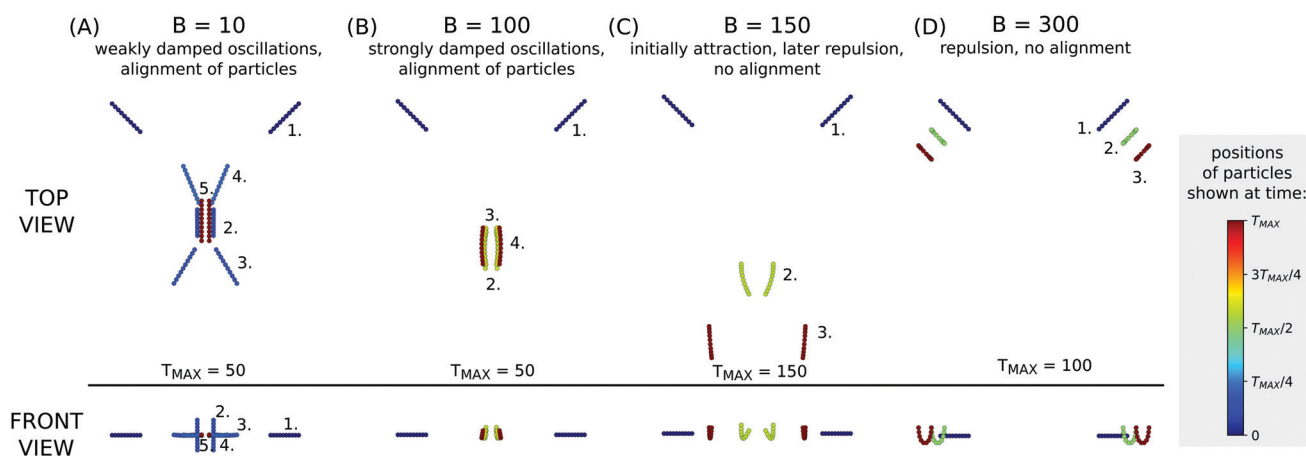 (A)
B = 10
weakly damped oscillations,
alignment of particles
(B)
B = 100
strongly damped oscillations,
alignment of particles
(C)
B = 150
initially attraction, later repulsion,
no alignment
(D)
B = 300
repulsion, no alignment
TOP
VIEW
1.
4.
5.
2.
3.
T_MAX = 50
1.
3.
4.
2.
T_MAX = 50
1.
2.
3.
T_MAX = 150
1.
2.
3.
T_MAX = 100
FRONT
VIEW
2.
3.
1.
5.
4.
positions
of particles
shown at time:
T_MAX
3T_MAX/4
T_MAX/2
T_MAX/4
0